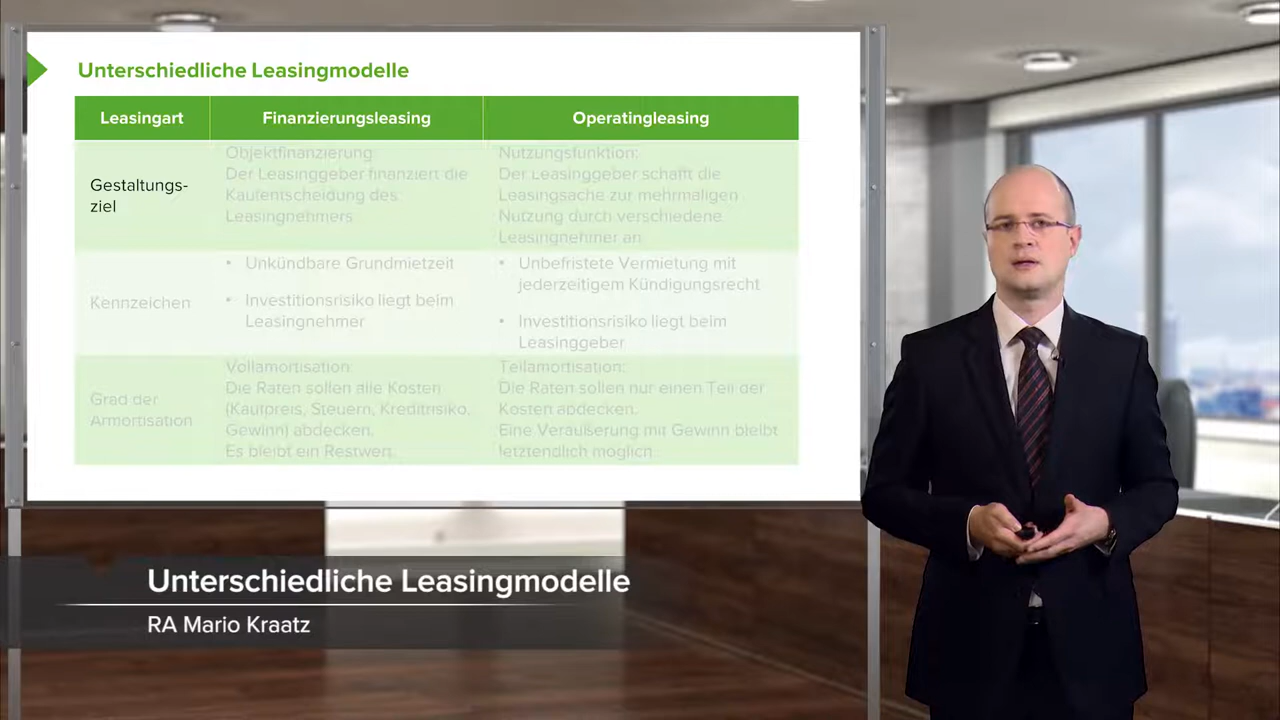 Unterschiedliche Leasingmodelle
Leasingart
Finanzierungsleasing
Operatingleasing
Gestaltungs-
ziel
Objektfinanzierung:
Der Leasinggeber finanziert die
Kaufentscheidung des
Leasingnehmers
Nutzungsfunktion:
Der Leasinggeber schafft die
Leasingsache zur mehrmaligen
Nutzung durch verschiedene
Leasingnehmer an
Kennzeichen
• Unkündbare Grundmietzeit
• Investitionsrisiko liegt beim
Leasingnehmer
• Unbefristete Vermietung mit
jederzeitigem Kündigungsrecht
• Investitionsrisiko liegt beim
Leasinggeber
Grad der
Armortisation
Vollamortisation:
Die Raten sollen alle Kosten
(Kaufpreis, Steuern, Kreditrisiko,
Gewinn) abdecken.
Es bleibt ein Restwert.
Teilamortisation:
Die Raten sollen nur einen Teil der
Kosten abdecken.
Eine Veräußerung mit Gewinn bleibt
letztendlich möglich.
Unterschiedliche Leasingmodelle
RA Mario Kraatz